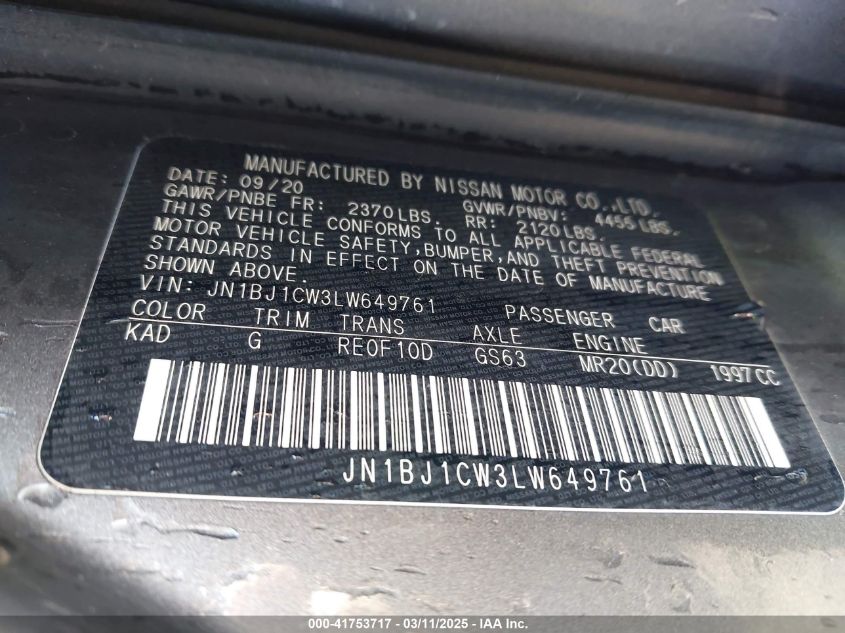 MANUFACTURED BY NISSAN MOTOR CO.,LTD.
DATE: 09/20 GVWR/PNBV: 4455 LBS.
GAWR/PNBE FR: 2370LBS. RR: 2120LBS.
THIS VEHICLE CONFORMS TO ALL APPLICABLE FEDERAL
MOTOR VEHICLE SAFETY,BUMPER,AND THEFT PREVENTION
STANDARDS IN EFFECT ON THE DATE OF MANUFACTURE
SHOWN ABOVE.
VIN: JN1BJ1CW3LW649761 PASSENGER CAR
COLOR TRIM TRANS AXLE ENGINE
KAD G RE0F10D GS63 MR20(DD) 1997CC
JN1BJ1CW3LW649761
000-41753717 - 03/11/2025 - IAA Inc.